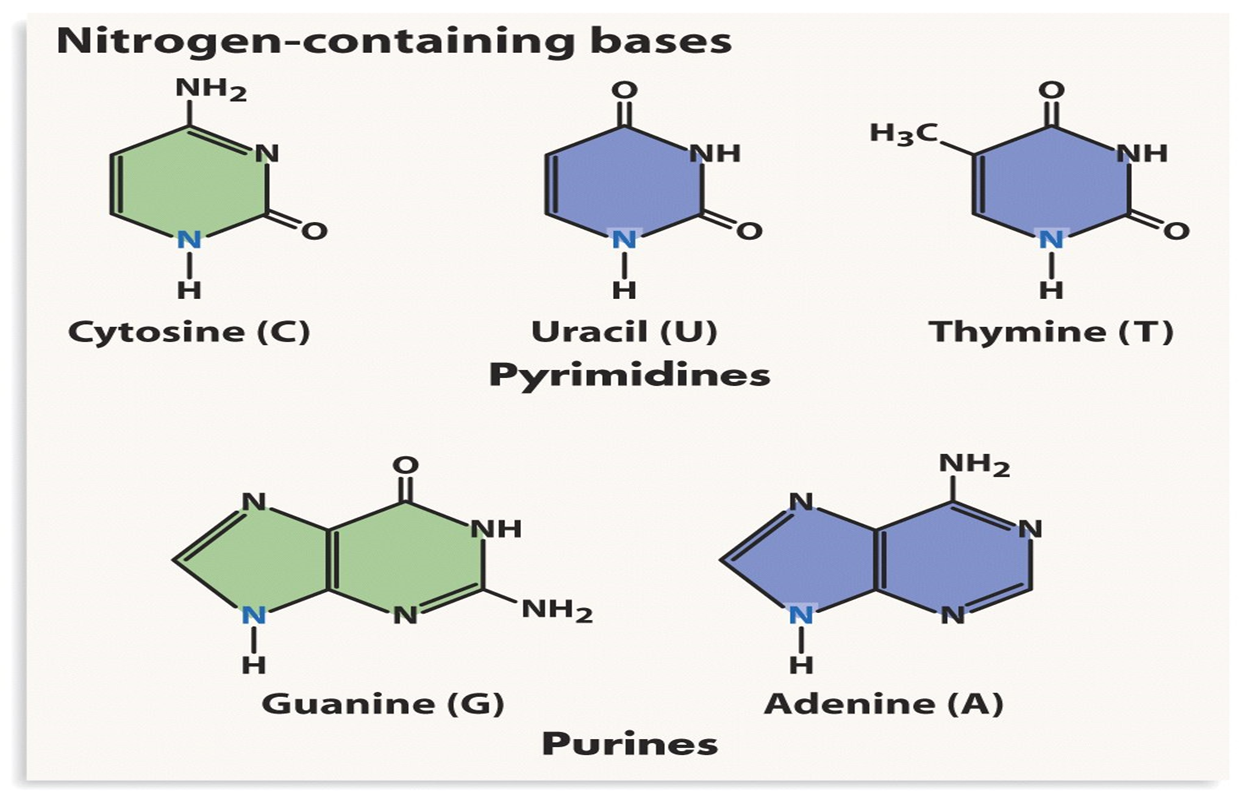 Nitrogen-containing bases
NH₂
N
O
N
H
Cytosine (C)
O
NH
O
N
H
Uracil (U)
O
H₃C
NH
O
N
H
Thymine (T)
Pyrimidines
O
N
NH
N
N
NH₂
H
Guanine (G)
NH₂
N
N
N
N
H
Adenine (A)
Purines